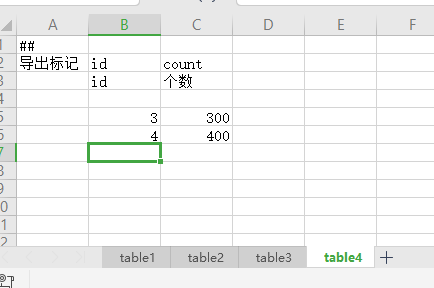 A B C D E F
1 ##
2 导出标记 id count
3 id 个数
4
5 3 300
6 4 400
7
8
9
10
11
12
table1 table2 table3 table4